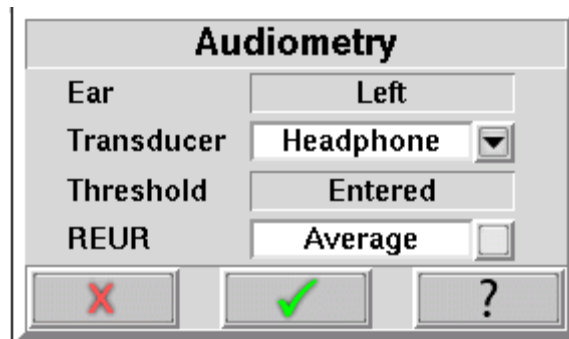 Audiometry
Ear Left
Transducer Headphone
Threshold Entered
REUR Average
?